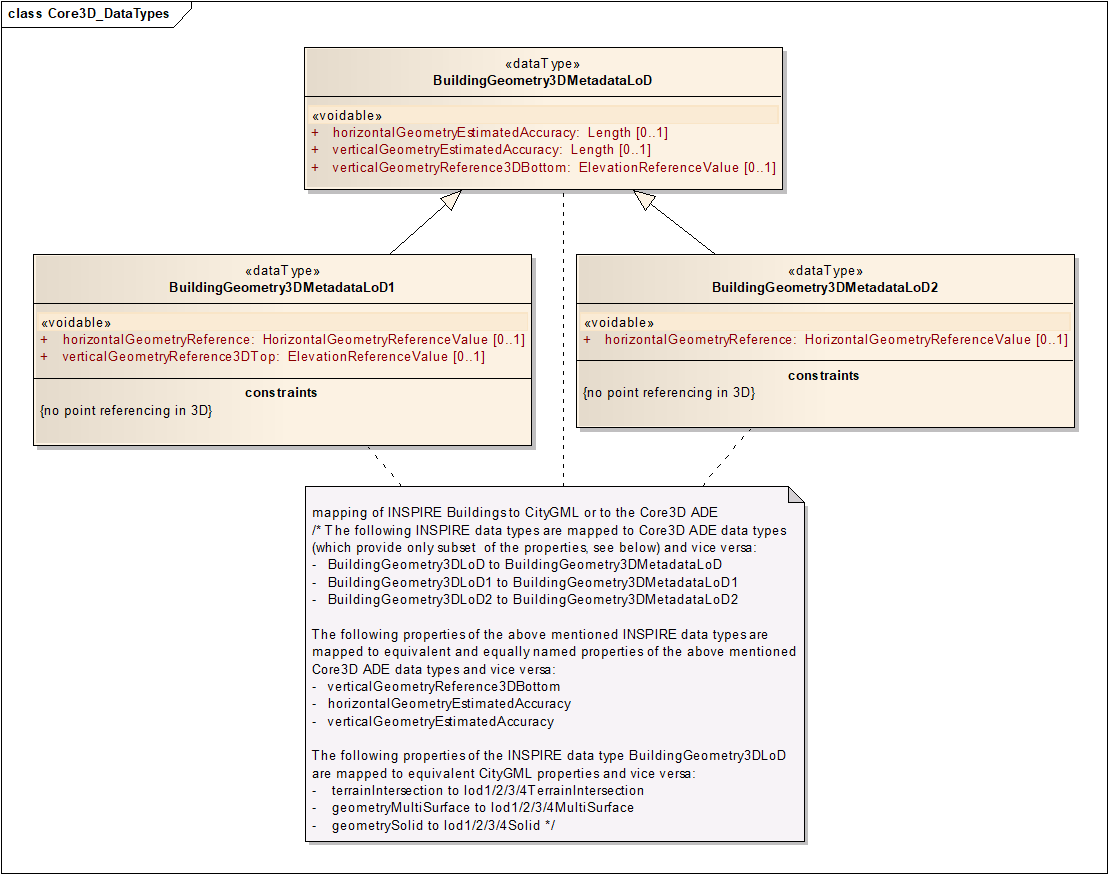 class Core3D_DataTypes
«dataType»
BuildingGeometry3DMetadataLoD
«voidable»
+ horizontalGeometryEstimatedAccuracy: Length [0..1]
+ verticalGeometryEstimatedAccuracy: Length [0..1]
+ verticalGeometryReference3DBottom: ElevationReferenceValue [0..1]
«dataType»
BuildingGeometry3DMetadataLoD1
«voidable»
+ horizontalGeometryReference: HorizontalGeometryReferenceValue [0..1]
+ verticalGeometryReference3DTop: ElevationReferenceValue [0..1]
constraints
{no point referencing in 3D}
«dataType»
BuildingGeometry3DMetadataLoD2
«voidable»
+ horizontalGeometryReference: HorizontalGeometryReferenceValue [0..1]
constraints
{no point referencing in 3D}
mapping of INSPIRE Buildings to CityGML or to the Core3D ADE
/* The following INSPIRE data types are mapped to Core3D ADE data types
(which provide only subset of the properties, see below) and vice versa:
- BuildingGeometry3DLoD to BuildingGeometry3DMetadataLoD
- BuildingGeometry3DLoD1 to BuildingGeometry3DMetadataLoD1
- BuildingGeometry3DLoD2 to BuildingGeometry3DMetadataLoD2
The following properties of the above mentioned INSPIRE data types are
mapped to equivalent and equally named properties of the above mentioned
Core3D ADE data types and vice versa:
- verticalGeometryReference3DBottom
- horizontalGeometryEstimatedAccuracy
- verticalGeometryEstimatedAccuracy
The following properties of the INSPIRE data type BuildingGeometry3DLoD
are mapped to equivalent CityGML properties and vice versa:
- terrainIntersection to lod1/2/3/4TerrainIntersection
- geometryMultiSurface to lod1/2/3/4MultiSurface
- geometrySolid to lod1/2/3/4Solid */